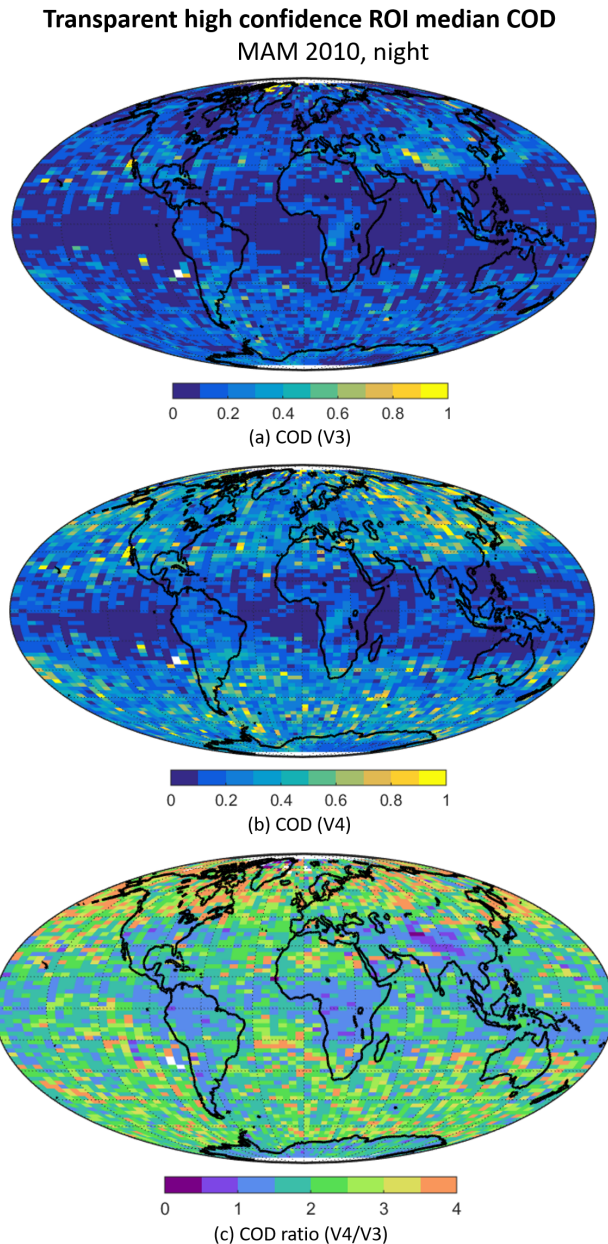 Transparent high confidence ROI median COD
MAM 2010, night
0 0.2 0.4 0.6 0.8 1
(a) COD (V3)
0 0.2 0.4 0.6 0.8 1
(b) COD (V4)
0 1 2 3 4
(c) COD ratio (V4/V3)